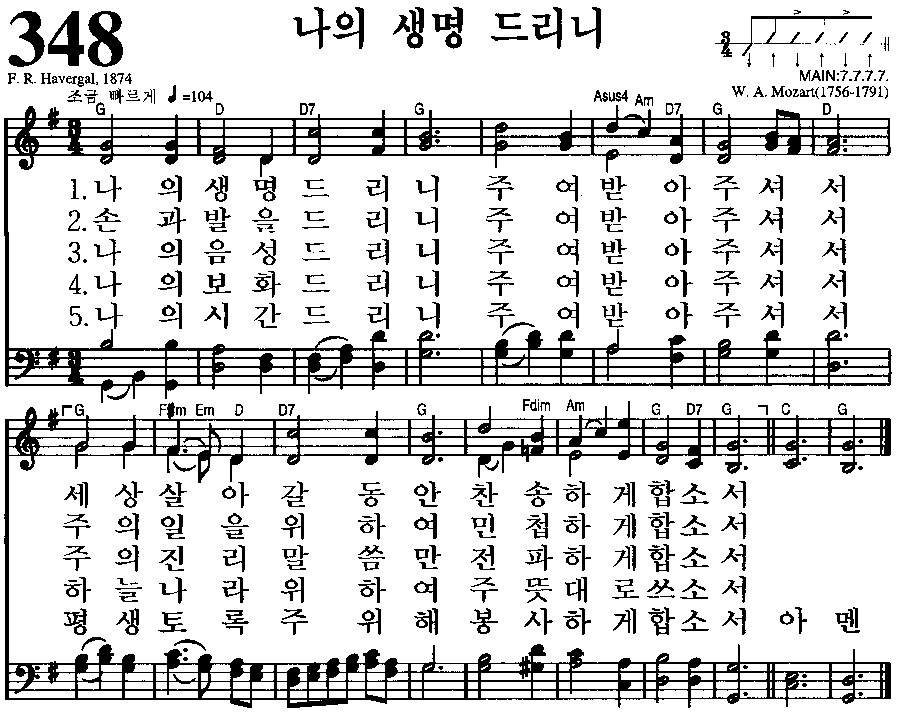 348
나의 생명 드리니
F. R. Havergal, 1874
조금 빠르게 ♩=104
3/4
MAIN:7.7.7.7.
W. A. Mozart(1756-1791)
G D D7 G Asus4 Am D7 G D
1.나 의 생 명 드 리 니 주 여 받 아 주 셔 서
2.손 과 발 을 드 리 니 주 여 받 아 주 셔 서
3.나 의 음 성 드 리 니 주 여 받 아 주 셔 서
4.나 의 보 화 드 리 니 주 여 받 아 주 셔 서
5.나 의 시 간 드 리 니 주 여 받 아 주 셔 서
G F#m Em D D7 G Fdim Am G D7 G C G
세 상 살 아 갈 동 안 찬 송 하 게 합 소 서
주 의 일 을 위 하 여 민 첩 하 게 합 소 서
주 의 진 리 말 씀 만 전 파 하 게 합 소 서
하 늘 나 라 위 하 여 주 뜻 대 로 쓰 소 서
평 생 토 록 주 위 해 봉 사 하 게 합 소 서 아 멘